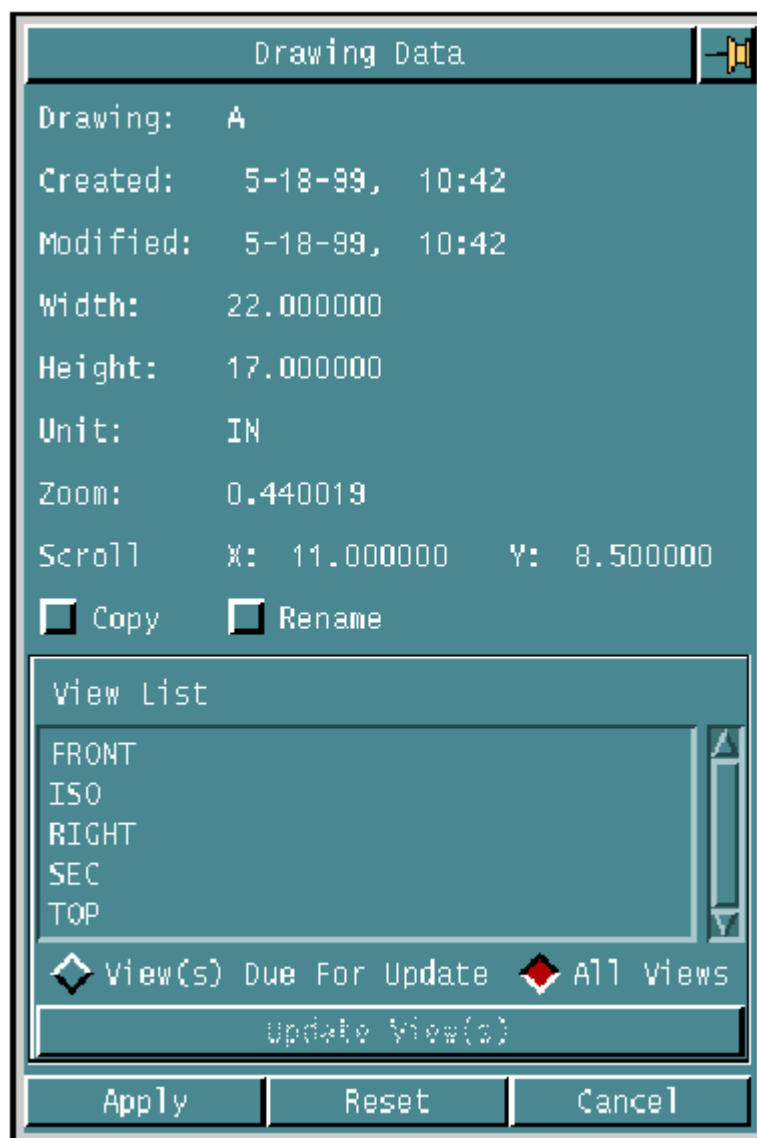 Drawing Data
Drawing: A
Created: 5-18-99, 10:42
Modified: 5-18-99, 10:42
Width: 22.000000
Height: 17.000000
Unit: IN
Zoom: 0.440019
Scroll X: 11.000000 Y: 8.500000
Copy Rename
View List
FRONT
ISO
RIGHT
SEC
TOP
View(s) Due For Update All Views
Update View(s)
Apply Reset Cancel